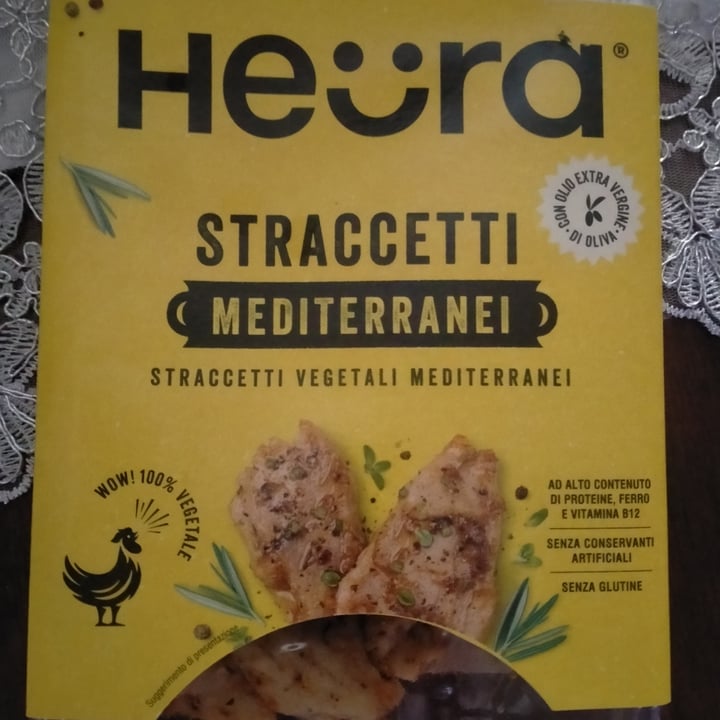 HEüra®
CON OLIO EXTRA VERGINE
DI OLIVA
STRACCETTI
MEDITERRANEI
STRACCETTI VEGETALI MEDITERRANEI
WOW! 100% VEGETALE
AD ALTO CONTENUTO
DI PROTEINE, FERRO
E VITAMINA B12
SENZA CONSERVANTI
ARTIFICIALI
SENZA GLUTINE
Suggerimento di presentazione